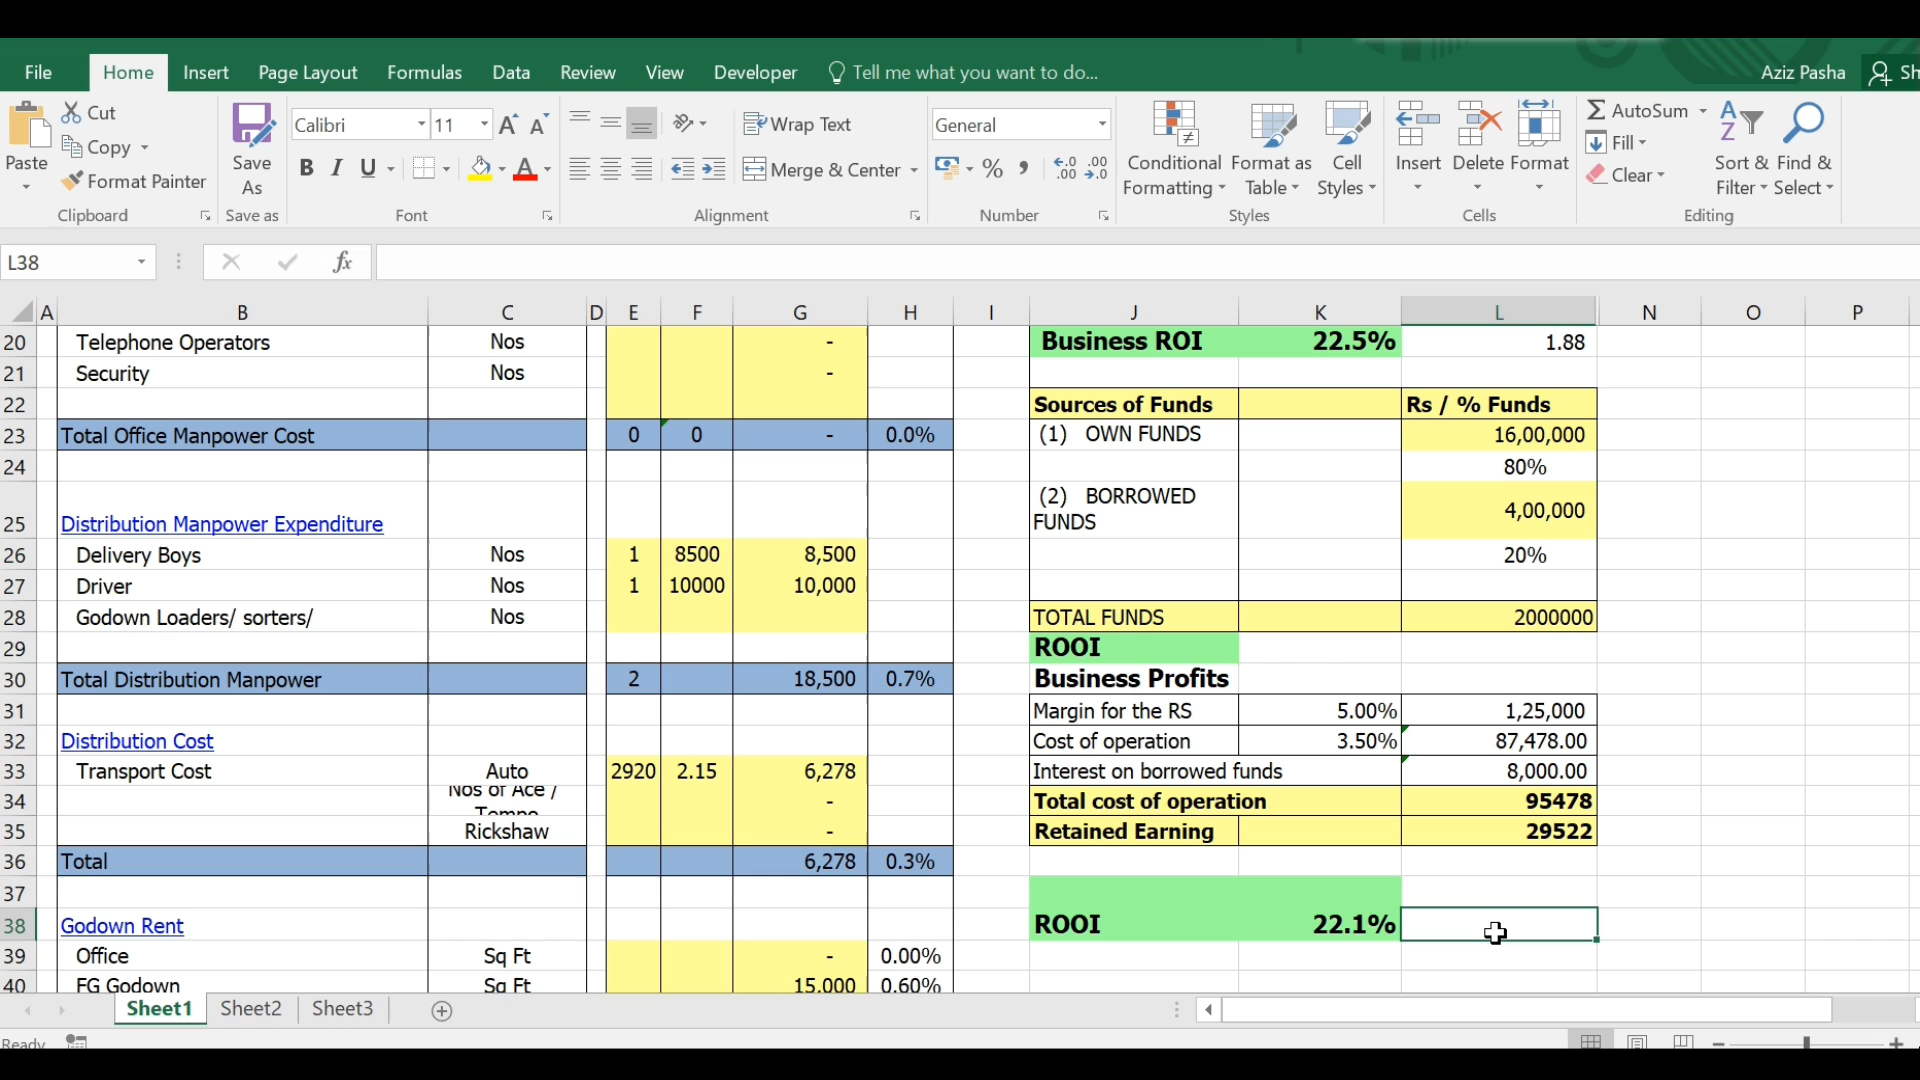 File Home Insert Page Layout Formulas Data Review View Developer Tell me what you want to do... Aziz Pasha
Cut
Copy
Format Painter
Paste
Clipboard
Save As
Save as
Calibri 11
B I U A
Font
Wrap Text
Merge & Center
Alignment
General
% , .00 .0
Number
Conditional Formatting
Format as Table
Cell Styles
Styles
Insert Delete Format
Cells
AutoSum
Fill
Clear
Sort & Filter
Find & Select
Editing
L38 fx
A B C D E F G H I J K L N O P
20 Telephone Operators Nos - Business ROI 22.5% 1.88
21 Security Nos -
22 Sources of Funds Rs / % Funds
23 Total Office Manpower Cost 0 0 - 0.0% (1) OWN FUNDS 16,00,000
24 80%
25 Distribution Manpower Expenditure (2) BORROWED FUNDS 4,00,000
26 Delivery Boys Nos 1 8500 8,500 20%
27 Driver Nos 1 10000 10,000
28 Godown Loaders/ sorters/ Nos TOTAL FUNDS 2000000
29 ROOI
30 Total Distribution Manpower 2 18,500 0.7% Business Profits
31 Margin for the RS 5.00% 1,25,000
32 Distribution Cost Cost of operation 3.50% 87,478.00
33 Transport Cost Auto 2920 2.15 6,278 Interest on borrowed funds 8,000.00
34 Nos of Ace / Tempo - Total cost of operation 95478
35 Rickshaw - Retained Earning 29522
36 Total 6,278 0.3%
37
38 Godown Rent ROOI 22.1%
39 Office Sq Ft - 0.00%
40 FG Godown Sq Ft 15,000 0.60%
Sheet1 Sheet2 Sheet3
Ready